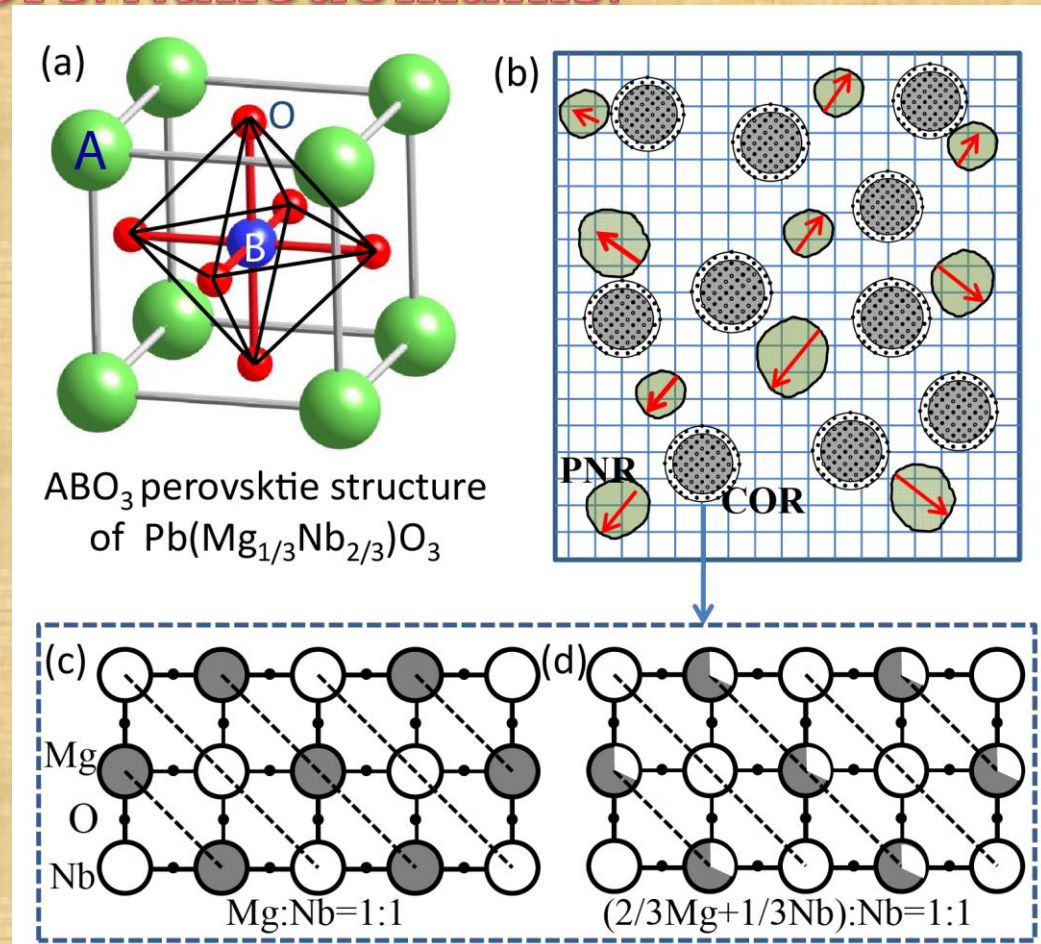 (a)
A
O
B
ABO₃ perovsktie structure
of Pb(Mg₁/₃Nb₂/₃)O₃
(b)
PNR
COR
(c)
Mg
O
Nb
Mg:Nb=1:1
(d)
(2/3Mg+1/3Nb):Nb=1:1